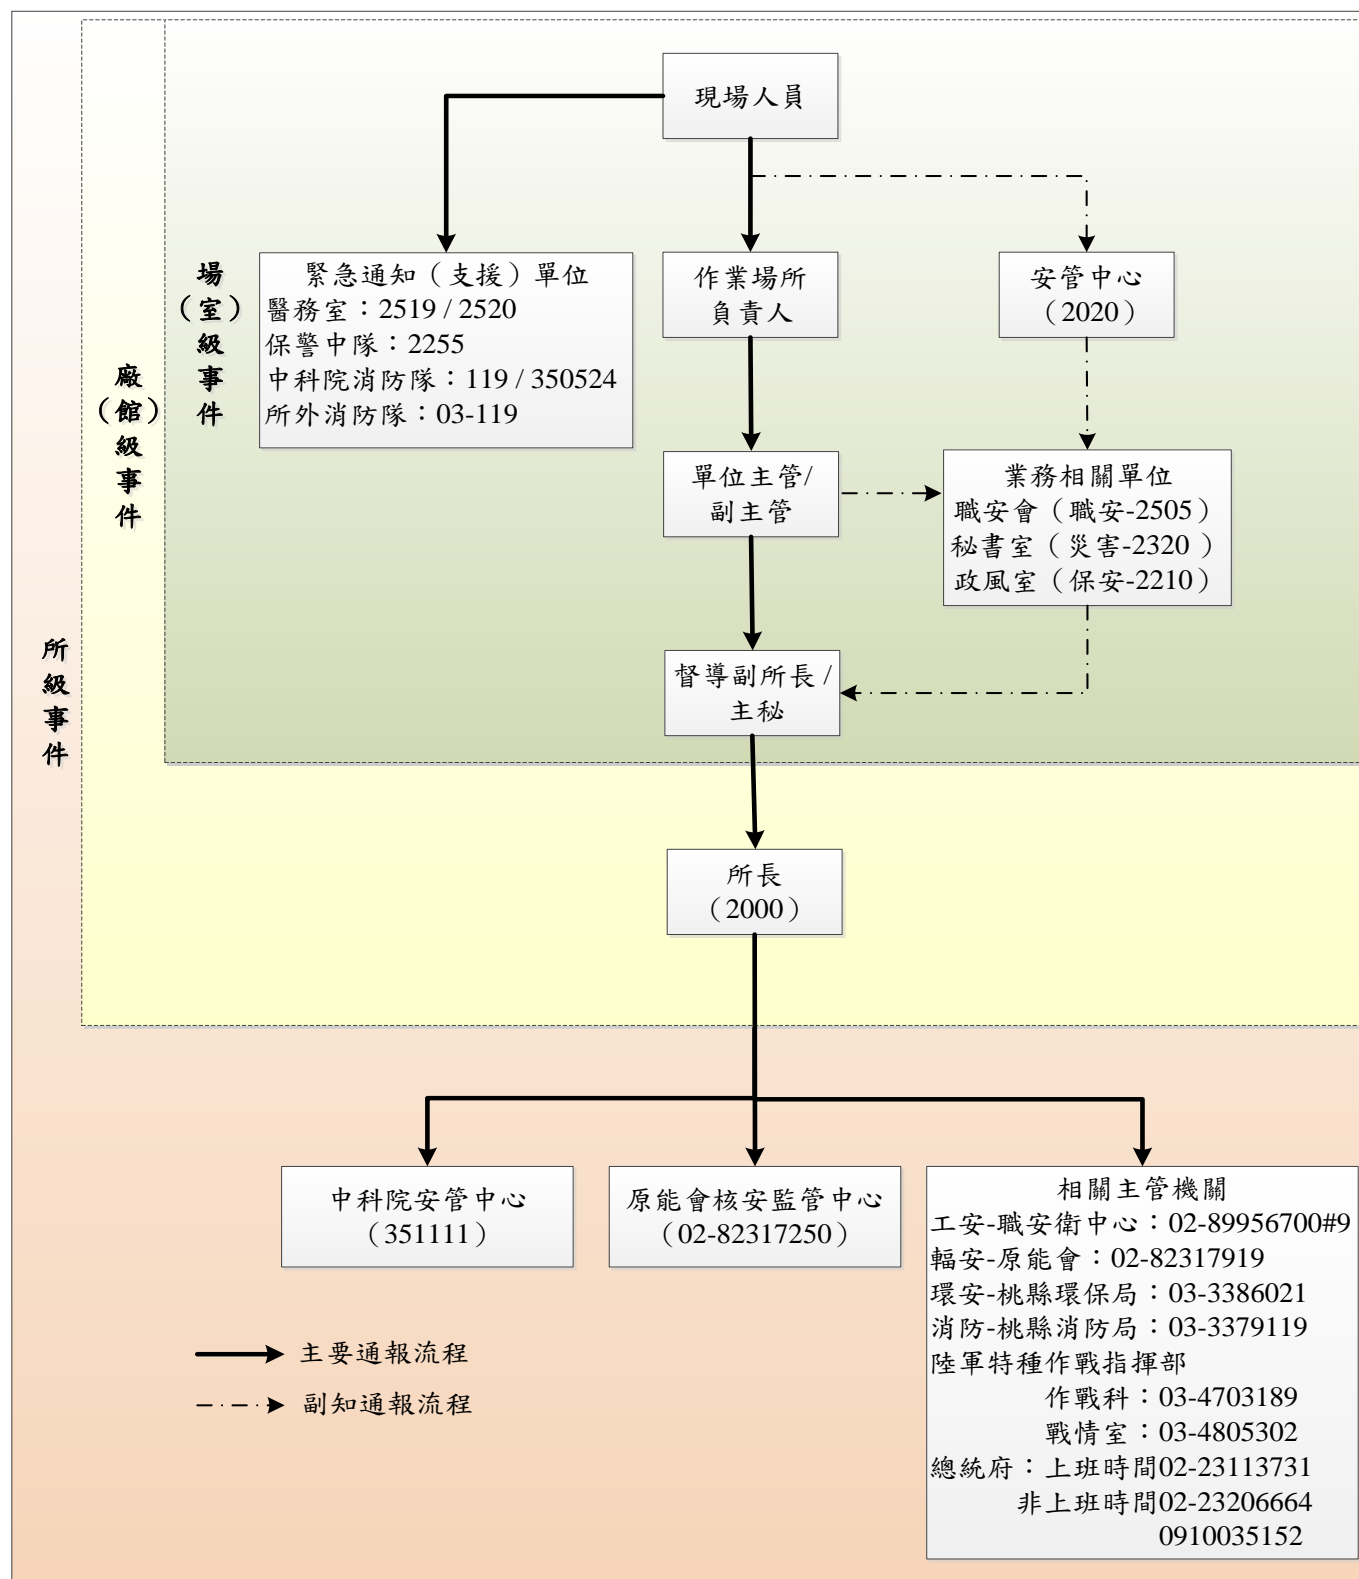 現場人員
緊急通知（支援）單位
醫務室：2519 / 2520
保警中隊：2255
中科院消防隊：119 / 350524
所外消防隊：03-119
作業場所
負責人
安管中心
（2020）
場
（室）
級
事
件
廠
（館）
級
事
件
所
級
事
件
單位主管/
副主管
業務相關單位
職安會（職安-2505）
秘書室（災害-2320 ）
政風室（保安-2210）
督導副所長 /
主秘
所長
（2000）
中科院安管中心
（351111）
原能會核安監管中心
（02-82317250）
相關主管機關
工安-職安衛中心：02-89956700#9
輻安-原能會：02-82317919
環安-桃縣環保局：03-3386021
消防-桃縣消防局：03-3379119
陸軍特種作戰指揮部
作戰科：03-4703189
戰情室：03-4805302
總統府：上班時間02-23113731
非上班時間02-23206664
0910035152
主要通報流程
副知通報流程